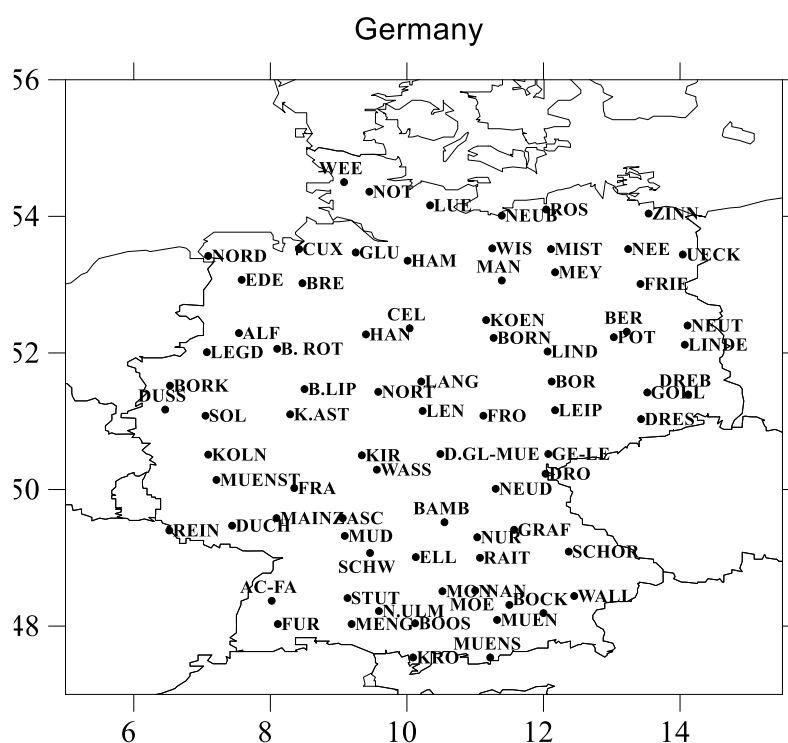 Germany
56
WEE
NOT
LUE
ROS
ZINN
NEUB
54
CUX
WIS
MIST
NEE
NORD
GLU
UECK
HAM
MAN
MEY
EDE
BRE
FRIE
CEL
KOEN
BER
NEUT
ALF
HAN
BORN
POT
LINDE
52
LEGD
B. ROT
LIND
BORK
LANG
BOR
DREB
DUSS
B.LIP
NORT
GOLL
SOL
K.AST
LEN
FRO
LEIP
DRES
KOLN
KIR
D.GL-MUE
GE-LE
WASS
DRO
50
MUENST
FRA
NEUD
BAMB
MAINZ
ASC
REIN
DUCH
MUD
NUR
GRAF
SCHW
ELL
RAIT
SCHOR
AC-FA
MON
NAN
STUT
MOE
BOCK
WALL
48
FUR
MENG
N.ULM
BOOS
MUEN
MUENS
KRO
6
8
10
12
14